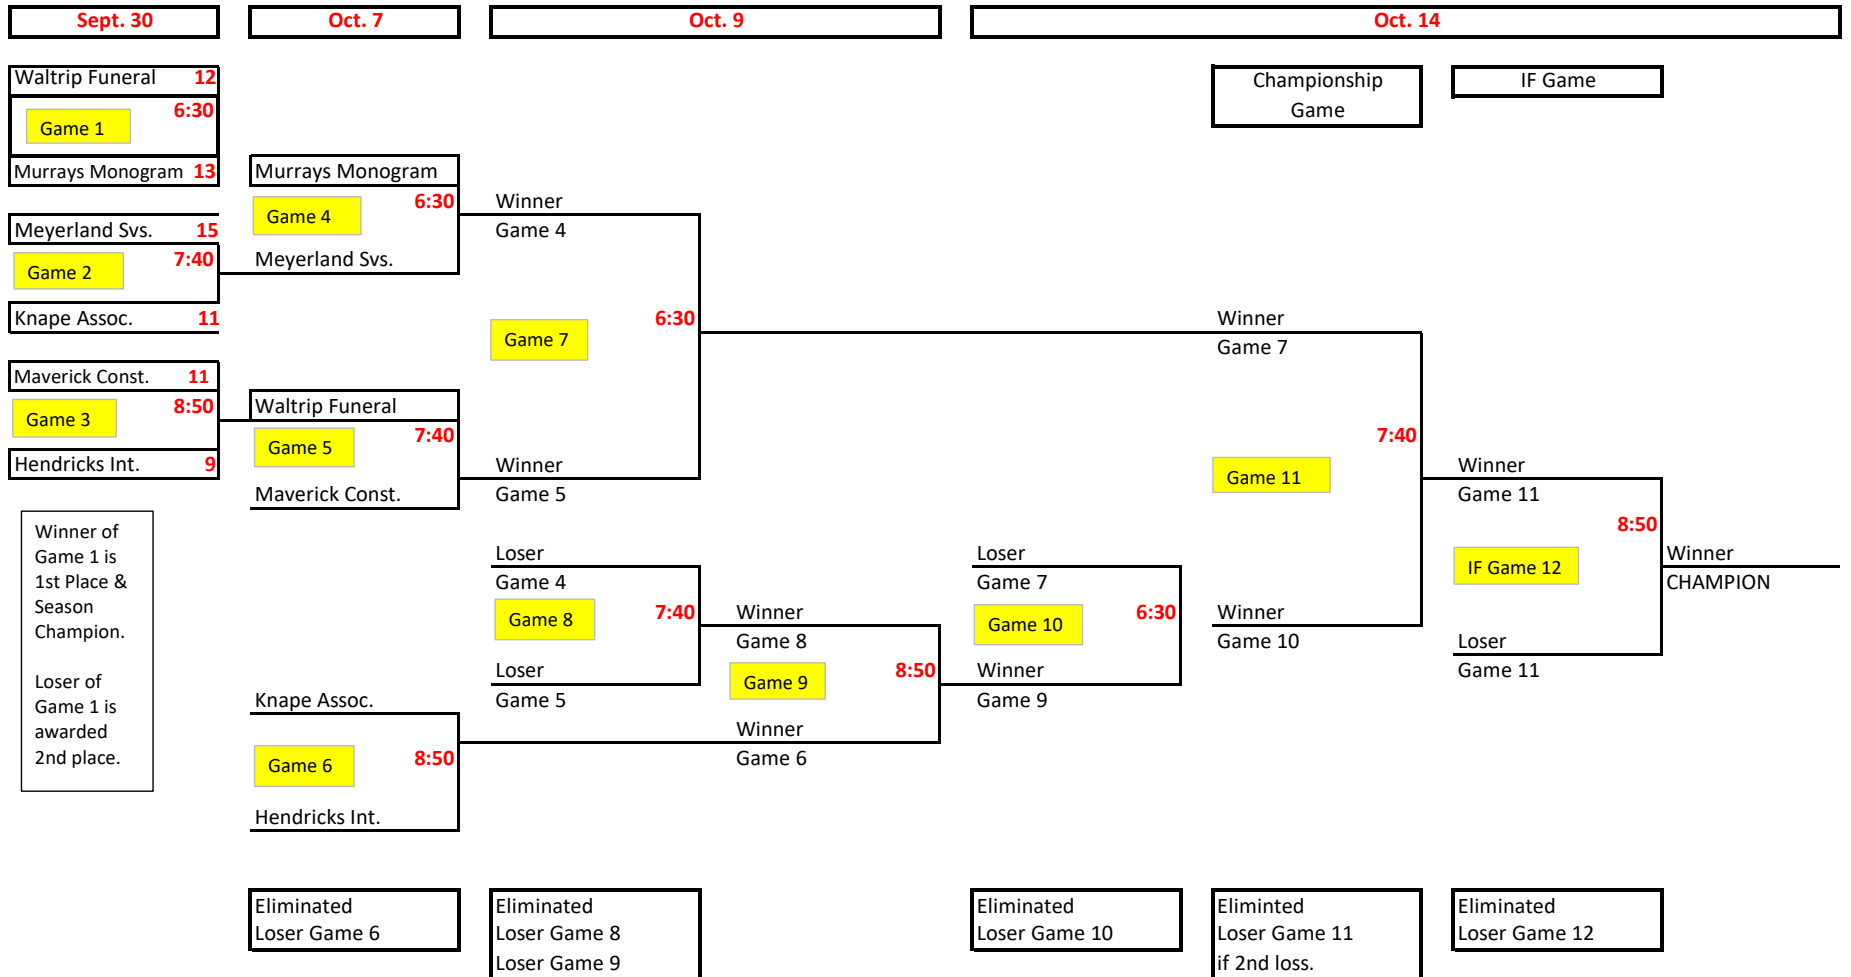 Sept. 30
Oct. 7
Oct. 9
Oct. 14
Waltrip Funeral 12
6:30
Game 1
Murrays Monogram 13
Meyerland Svs. 15
7:40
Game 2
Knape Assoc. 11
Maverick Const. 11
8:50
Game 3
Hendricks Int. 9
Winner of
Game 1 is
1st Place &
Season
Champion.
Loser of
Game 1 is
awarded
2nd place.
Murrays Monogram
6:30
Game 4
Meyerland Svs.
Waltrip Funeral
7:40
Game 5
Maverick Const.
Knape Assoc.
8:50
Game 6
Hendricks Int.
Eliminated
Loser Game 6
Winner
Game 4
6:30
Game 7
Winner
Game 5
Loser
Game 4
7:40
Game 8
Loser
Game 5
Winner
Game 8
8:50
Game 9
Winner
Game 6
Eliminated
Loser Game 8
Loser Game 9
Loser
Game 7
6:30
Game 10
Winner
Game 9
Eliminated
Loser Game 10
Championship
Game
Winner
Game 7
7:40
Game 11
Winner
Game 10
Eliminted
Loser Game 11
if 2nd loss.
IF Game
Winner
Game 11
8:50
IF Game 12
Loser
Game 11
Winner
CHAMPION
Eliminated
Loser Game 12